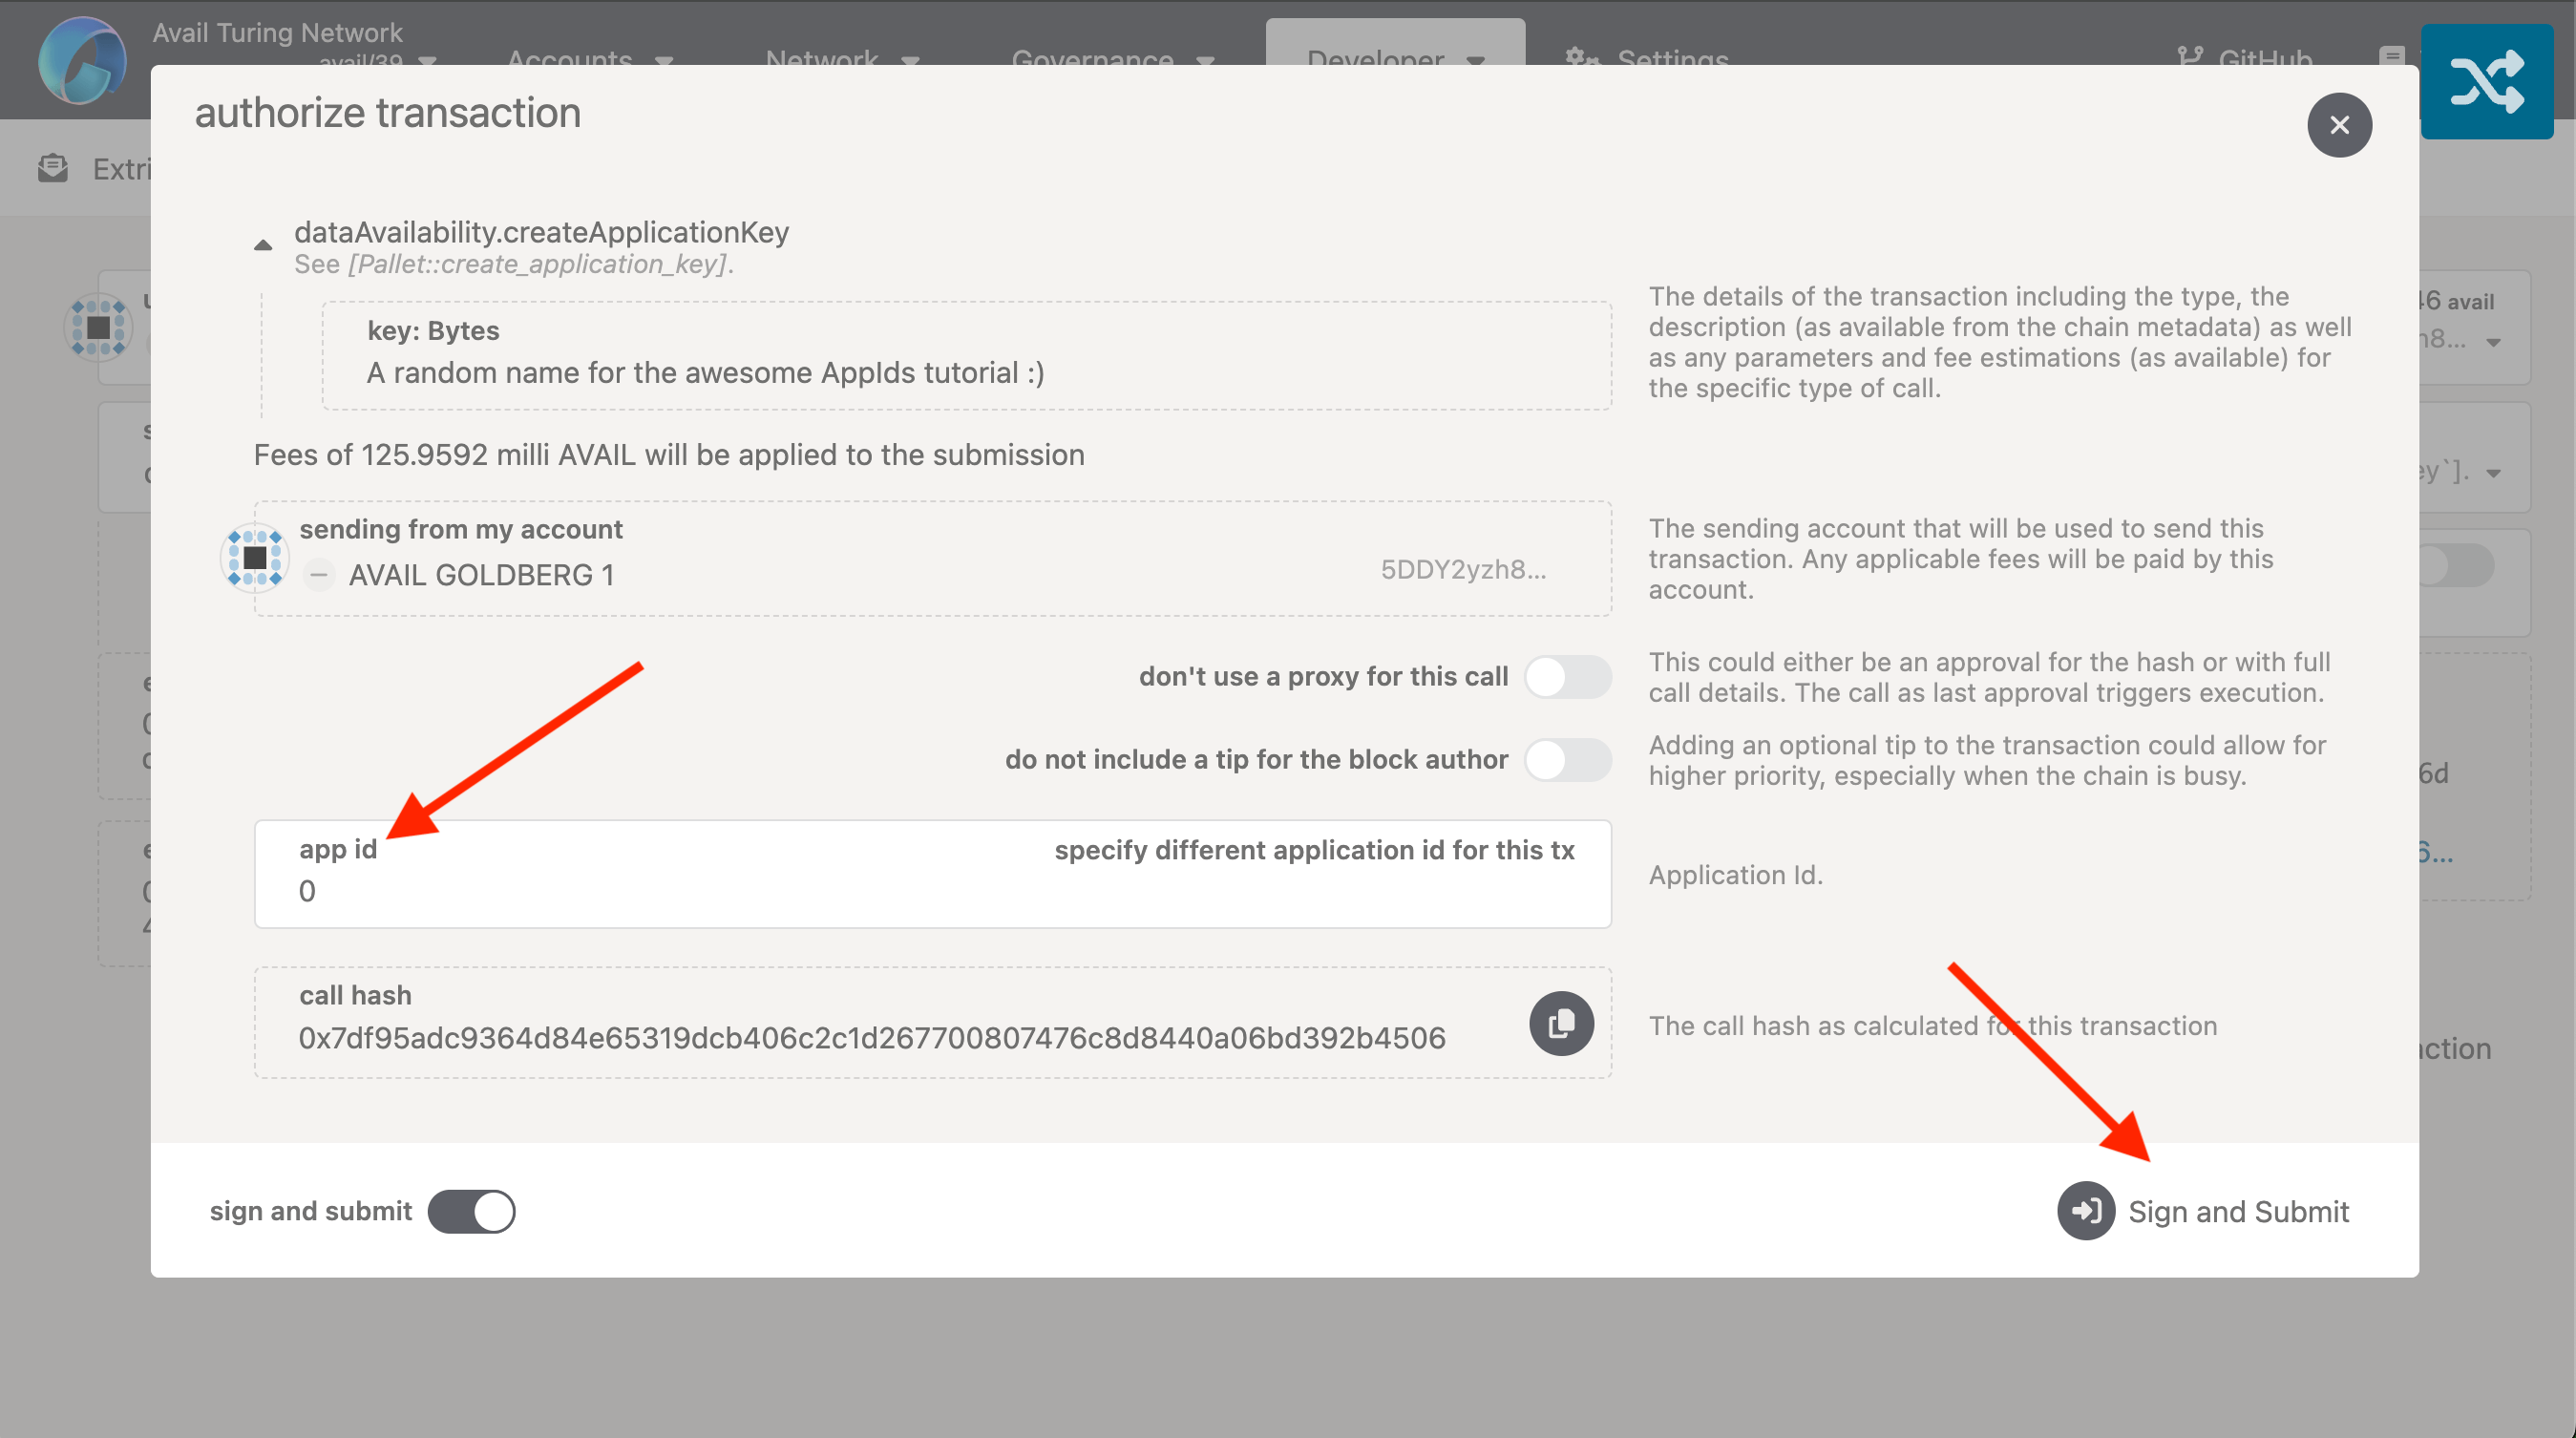 Avail Turing Network
avail/39
Accounts
Network
Governance
Developer
Settings
GitHub
authorize transaction
Extri
dataAvailability.createApplicationKey
See [Pallet::create_application_key].
key: Bytes
A random name for the awesome AppIds tutorial :)
The details of the transaction including the type, the
description (as available from the chain metadata) as well
as any parameters and fee estimations (as available) for
the specific type of call.
46 avail
h8...
Fees of 125.9592 milli AVAIL will be applied to the submission
ey`].
sending from my account
AVAIL GOLDBERG 1
5DDY2yzh8...
The sending account that will be used to send this
transaction. Any applicable fees will be paid by this
account.
don't use a proxy for this call
This could either be an approval for the hash or with full
call details. The call as last approval triggers execution.
do not include a tip for the block author
Adding an optional tip to the transaction could allow for
higher priority, especially when the chain is busy.
6d
app id
specify different application id for this tx
0
Application Id.
6...
call hash
0x7df95adc9364d84e65319dcb406c2c1d267700807476c8d8440a06bd392b4506
The call hash as calculated for this transaction
action
sign and submit
Sign and Submit